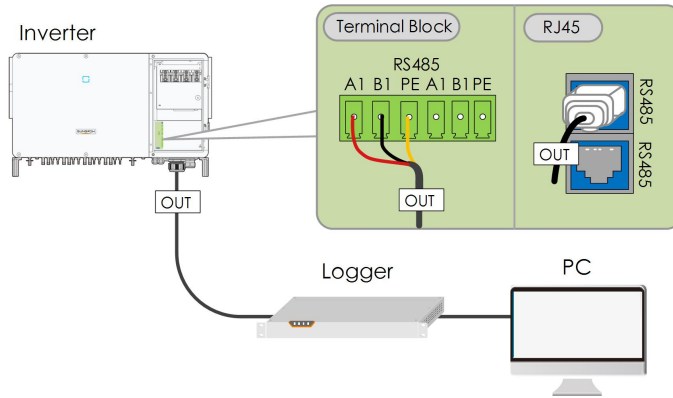 Inverter
Terminal Block
RJ45
RS485
A1 B1 PE A1 B1 PE
OUT
RS485
RS485
OUT
OUT
Logger
PC